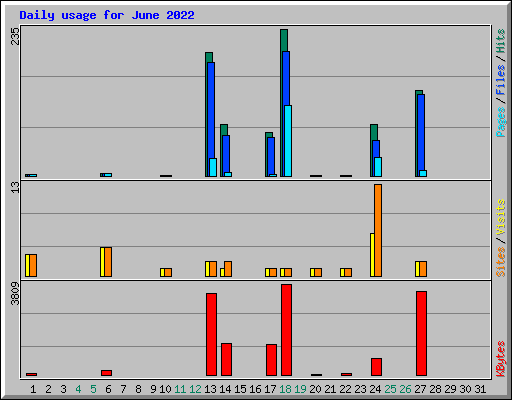 Daily usage for June 2022
235
Pages / Files / Hits
13
Sites / Visits
3809
KBytes
1 2 3 4 5 6 7 8 9 10 11 12 13 14 15 16 17 18 19 20 21 22 23 24 25 26 27 28 29 30 31